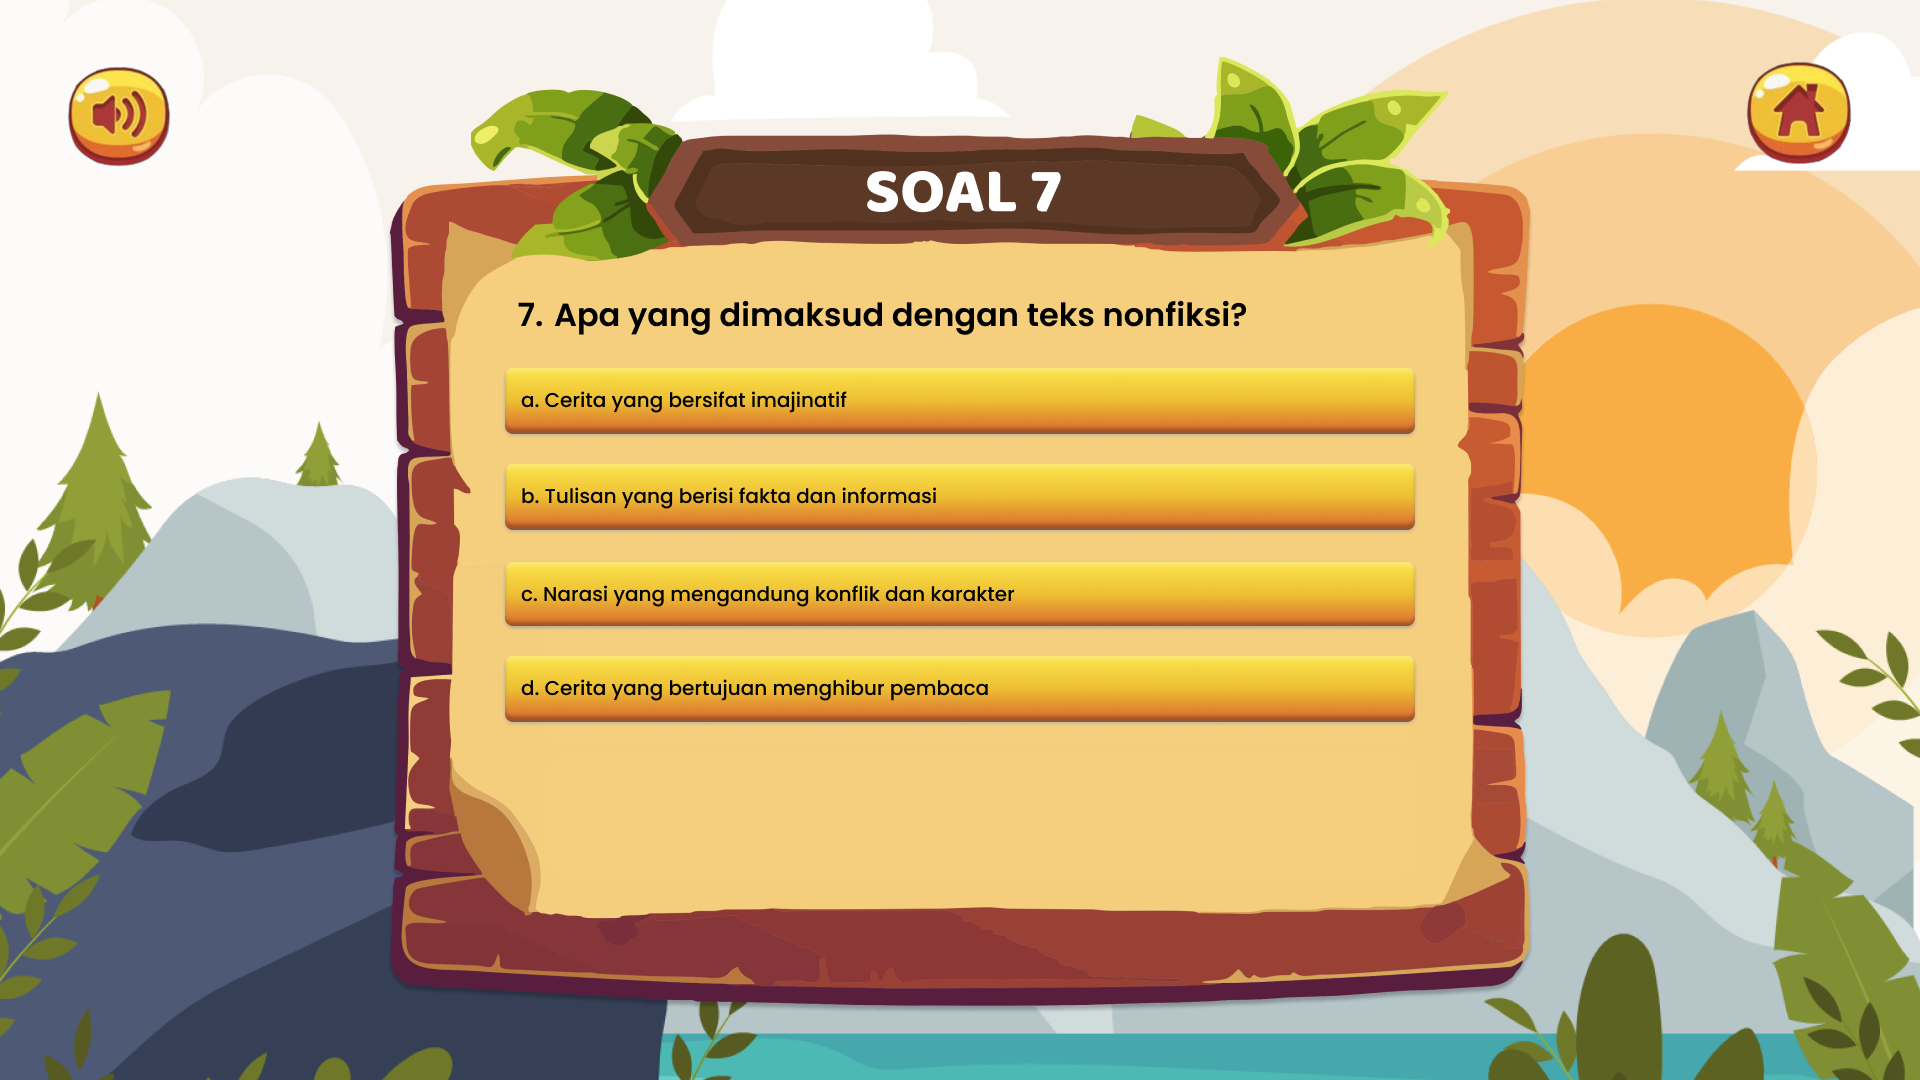 SOAL 7
7. Apa yang dimaksud dengan teks nonfiksi?
a. Cerita yang bersifat imajinatif
b. Tulisan yang berisi fakta dan informasi
c. Narasi yang mengandung konflik dan karakter
d. Cerita yang bertujuan menghibur pembaca